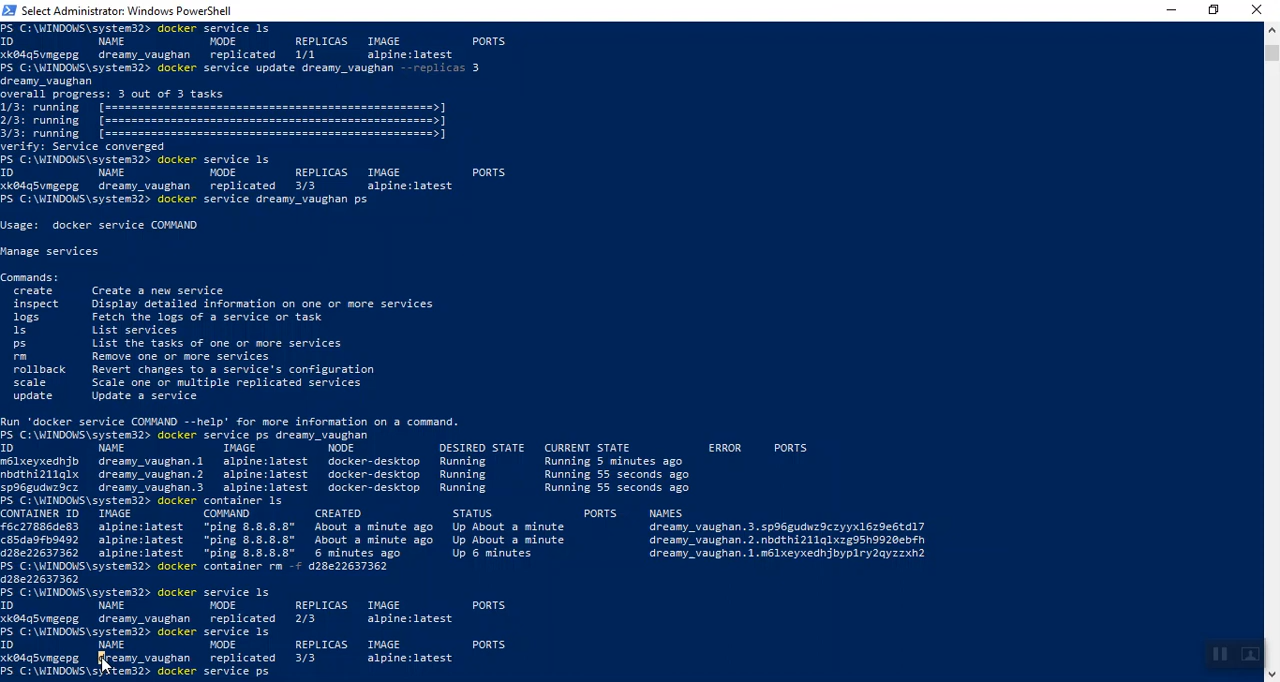 Select Administrator: Windows PowerShell
PS C:\WINDOWS\system32> docker service ls
ID NAME MODE REPLICAS IMAGE PORTS
xk04q5vmgepg dreamy_vaughan replicated 1/1 alpine:latest
PS C:\WINDOWS\system32> docker service update dreamy_vaughan --replicas 3
dreamy_vaughan
overall progress: 3 out of 3 tasks
1/3: running [==================================================>]
2/3: running [==================================================>]
3/3: running [==================================================>]
verify: Service converged
PS C:\WINDOWS\system32> docker service ls
ID NAME MODE REPLICAS IMAGE PORTS
xk04q5vmgepg dreamy_vaughan replicated 3/3 alpine:latest
PS C:\WINDOWS\system32> docker service dreamy_vaughan ps
Usage: docker service COMMAND
Manage services
Commands:
create Create a new service
inspect Display detailed information on one or more services
logs Fetch the logs of a service or task
ls List services
ps List the tasks of one or more services
rm Remove one or more services
rollback Revert changes to a service's configuration
scale Scale one or multiple replicated services
update Update a service
Run 'docker service COMMAND --help' for more information on a command.
PS C:\WINDOWS\system32> docker service ps dreamy_vaughan
ID NAME IMAGE NODE DESIRED STATE CURRENT STATE ERROR PORTS
m6lxeyxedhjb dreamy_vaughan.1 alpine:latest docker-desktop Running Running 5 minutes ago
nbdthi211qlx dreamy_vaughan.2 alpine:latest docker-desktop Running Running 55 seconds ago
sp96gudwz9cz dreamy_vaughan.3 alpine:latest docker-desktop Running Running 55 seconds ago
PS C:\WINDOWS\system32> docker container ls
CONTAINER ID IMAGE COMMAND CREATED STATUS PORTS NAMES
f6c27886de83 alpine:latest "ping 8.8.8.8" About a minute ago Up About a minute dreamy_vaughan.3.sp96gudwz9czyyxl6z9e6tdl7
c85da9fb9492 alpine:latest "ping 8.8.8.8" About a minute ago Up About a minute dreamy_vaughan.2.nbdthi211qlxzg95h9920ebfh
d28e22637362 alpine:latest "ping 8.8.8.8" 6 minutes ago Up 6 minutes dreamy_vaughan.1.m6lxeyxedhjbyp1ry2qyzzxh2
PS C:\WINDOWS\system32> docker container rm -f d28e22637362
d28e22637362
PS C:\WINDOWS\system32> docker service ls
ID NAME MODE REPLICAS IMAGE PORTS
xk04q5vmgepg dreamy_vaughan replicated 2/3 alpine:latest
PS C:\WINDOWS\system32> docker service ls
ID NAME MODE REPLICAS IMAGE PORTS
xk04q5vmgepg dreamy_vaughan replicated 3/3 alpine:latest
PS C:\WINDOWS\system32> docker service ps